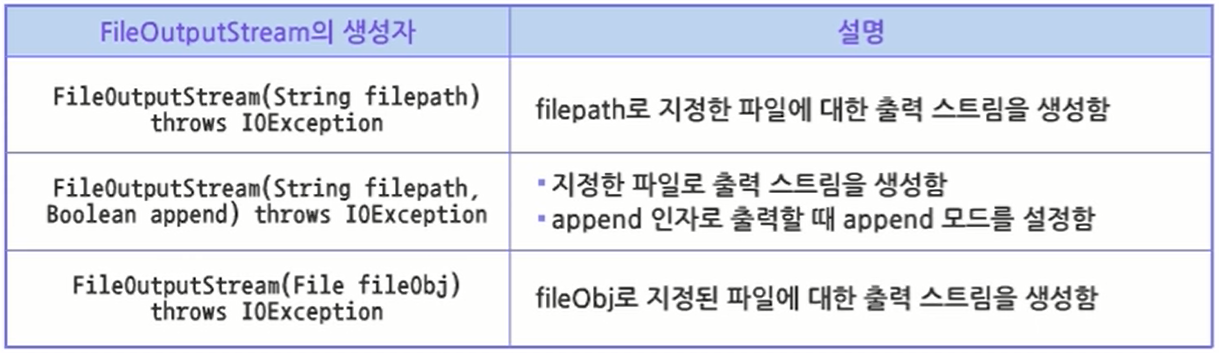 FileOutputStream의 생성자
설명
FileOutputStream(String filepath)
throws IOException
filepath로 지정한 파일에 대한 출력 스트림을 생성함
FileOutputStream(String filepath,
Boolean append) throws IOException
▪지정한 파일로 출력 스트림을 생성함
▪append 인자로 출력할 때 append 모드를 설정함
FileOutputStream(File fileObj)
throws IOException
fileObj로 지정된 파일에 대한 출력 스트림을 생성함